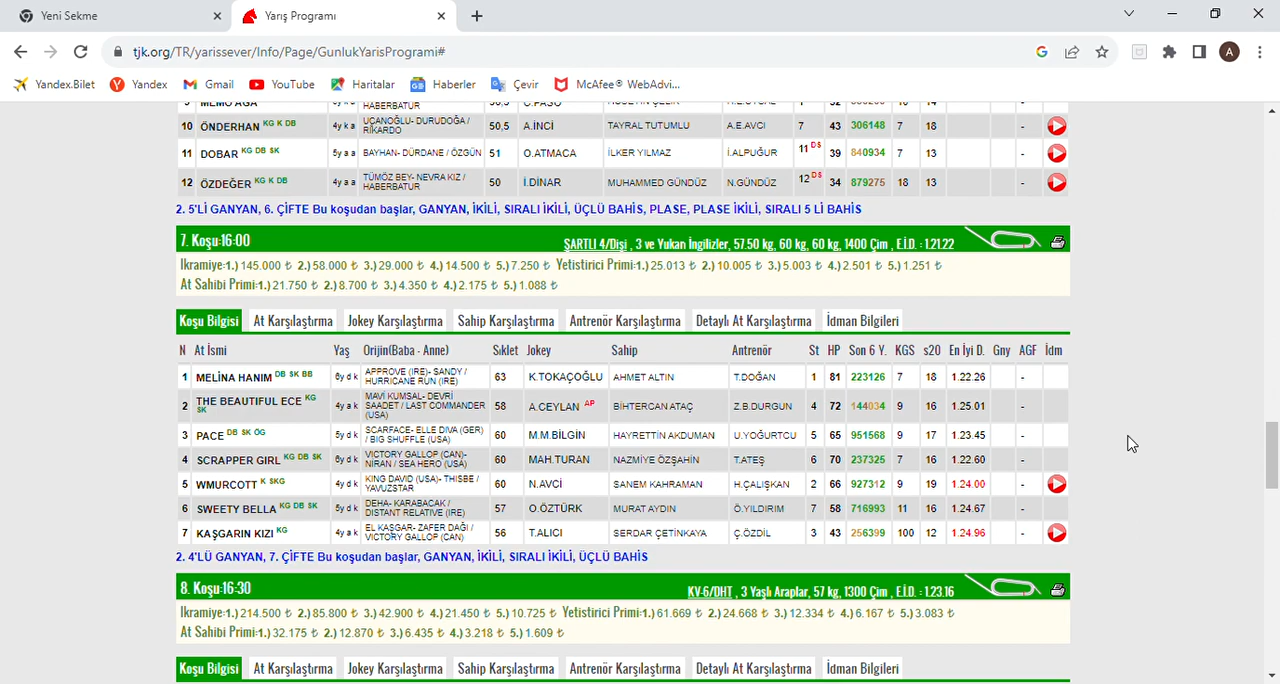 Yeni Sekme Yarış Programı
tjk.org/TR/yarissever/Info/Page/GunlukYarisProgrami# A
Yandex.Bilet Yandex Gmail YouTube Haritalar Haberler Çevir McAfee® WebAdvi...
9 MEMO AĞA HABERBATUR 50,5
10 ÖNDERHAN KG K DB 4y k a UÇANOĞLU- DURUDOĞA / RİKARDO 50,5 A.İNCİ TAYRAL TUTUMLU A.E.AVCI 7 43 306148 7 18 -
11 DOBAR KG DB SK 5y a a BAYHAN- DÜRDANE / ÖZGÜN 51 O.ATMACA İLKER YILMAZ İ.ALPUĞUR 11 DS 39 840934 7 13 -
12 ÖZDEĞER KG K DB 4y a a TÜMÖZ BEY- NEVRA KIZ / HABERBATUR 50 İ.DİNAR MUHAMMED GÜNDÜZ N.GÜNDÜZ 12 DS 34 879275 18 13 -
2. 5'Lİ GANYAN, 6. ÇİFTE Bu koşudan başlar, GANYAN, İKİLİ, SIRALI İKİLİ, ÜÇLÜ BAHİS, PLASE, PLASE İKİLİ, SIRALI 5 Lİ BAHİS
7. Koşu:16:00 ŞARTLI 4/Dişi , 3 ve Yukarı İngilizler, 57.50 kg, 60 kg, 60 kg, 1400 Çim , E.İ.D. : 1.21.22
İkramiye:1.) 145.000 ₺ 2.) 58.000 ₺ 3.) 29.000 ₺ 4.) 14.500 ₺ 5.) 7.250 ₺ Yetiştirici Primi:1.) 25.013 ₺ 2.) 10.005 ₺ 3.) 5.003 ₺ 4.) 2.501 ₺ 5.) 1.251 ₺
At Sahibi Primi:1.) 21.750 ₺ 2.) 8.700 ₺ 3.) 4.350 ₺ 4.) 2.175 ₺ 5.) 1.088 ₺
Koşu Bilgisi At Karşılaştırma Jokey Karşılaştırma Sahip Karşılaştırma Antrenör Karşılaştırma Detaylı At Karşılaştırma İdman Bilgileri
N At İsmi Yaş Orijin(Baba - Anne) Sıklet Jokey Sahip Antrenör St HP Son 6 Y. KGS s20 En İyi D. Gny AGF İdm
1 MELİNA HANIM DB SK BB 6y d k APPROVE (IRE)- SANDY / HURRICANE RUN (IRE) 63 K.TOKAÇOĞLU AHMET ALTIN T.DOĞAN 1 81 223126 7 18 1.22.26 -
2 THE BEAUTIFUL ECE KG SK 4y a k MAVİ KUMSAL- DEVRİ SAADET / LAST COMMANDER (USA) 58 A.CEYLAN AP BİHTERCAN ATAÇ Z.B.DURGUN 4 72 144034 9 16 1.25.01 -
3 PACE DB SK ÖG 5y d k SCARFACE- ELLE DIVA (GER) / BIG SHUFFLE (USA) 60 M.M.BİLGİN HAYRETTİN AKDUMAN U.YOĞURTCU 5 65 951568 9 17 1.23.45 -
4 SCRAPPER GIRL KG DB SK 6y d k VICTORY GALLOP (CAN)- NİRAN / SEA HERO (USA) 60 MAH.TURAN NAZMİYE ÖZŞAHİN T.ATEŞ 6 70 237325 7 16 1.22.60 -
5 WMURCOTT K SKG 4y d k KING DAVID (USA)- THISBE / YAVUZSTAR 60 N.AVCİ SANEM KAHRAMAN H.ÇALIŞKAN 2 66 927312 9 19 1.24.00 -
6 SWEETY BELLA KG DB SK 5y d k DEHA- KARABACAK / DISTANT RELATIVE (IRE) 57 O.ÖZTÜRK MURAT AYDIN Ö.YILDIRIM 7 58 716993 11 16 1.24.67 -
7 KAŞGARIN KIZI KG 4y a k EL KAŞGAR- ZAFER DAĞI / VICTORY GALLOP (CAN) 56 T.ALICI SERDAR ÇETİNKAYA Ç.ÖZDİL 3 43 256399 100 12 1.24.96 -
2. 4'LÜ GANYAN, 7. ÇİFTE Bu koşudan başlar, GANYAN, İKİLİ, SIRALI İKİLİ, ÜÇLÜ BAHİS
8. Koşu:16:30 KV-6/DHT , 3 Yaşlı Araplar, 57 kg, 1300 Çim , E.İ.D. : 1.23.16
İkramiye:1.) 214.500 ₺ 2.) 85.800 ₺ 3.) 42.900 ₺ 4.) 21.450 ₺ 5.) 10.725 ₺ Yetiştirici Primi:1.) 61.669 ₺ 2.) 24.668 ₺ 3.) 12.334 ₺ 4.) 6.167 ₺ 5.) 3.083 ₺
At Sahibi Primi:1.) 32.175 ₺ 2.) 12.870 ₺ 3.) 6.435 ₺ 4.) 3.218 ₺ 5.) 1.609 ₺
Koşu Bilgisi At Karşılaştırma Jokey Karşılaştırma Sahip Karşılaştırma Antrenör Karşılaştırma Detaylı At Karşılaştırma İdman Bilgileri